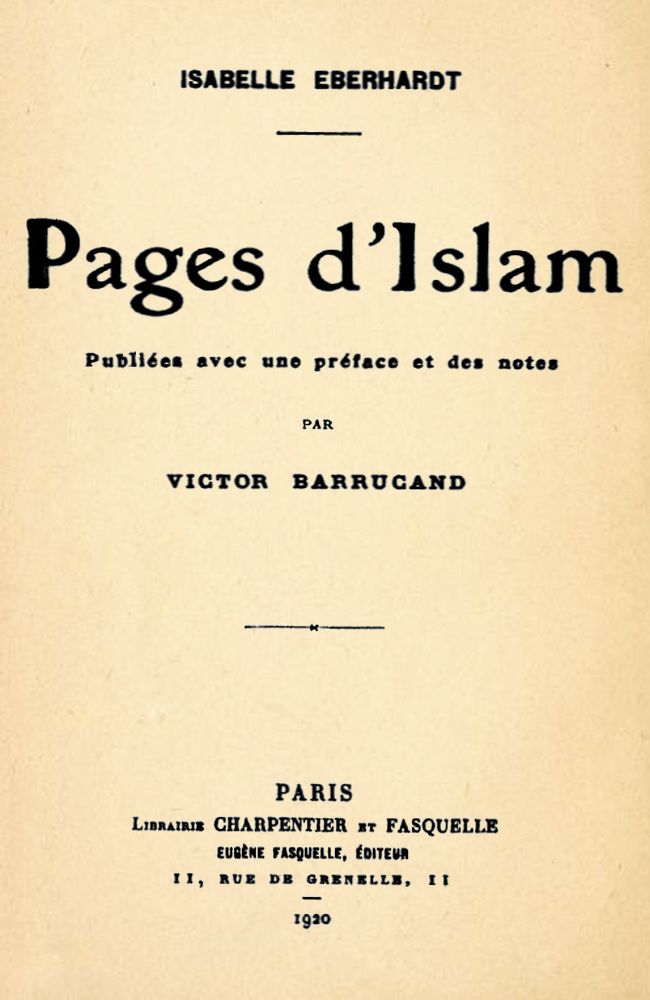 ISABELLE EBERHARDT
Pages d'Islam
Publiées avec une préface et des notes
PAR
VICTOR BARRUCAND
PARIS
LIBRAIRIE CHARPENTIER ET FASQUELLE
EUGÈNE FASQUELLE, ÉDITEUR
11, RUE DE GRENELLE, 11
1920